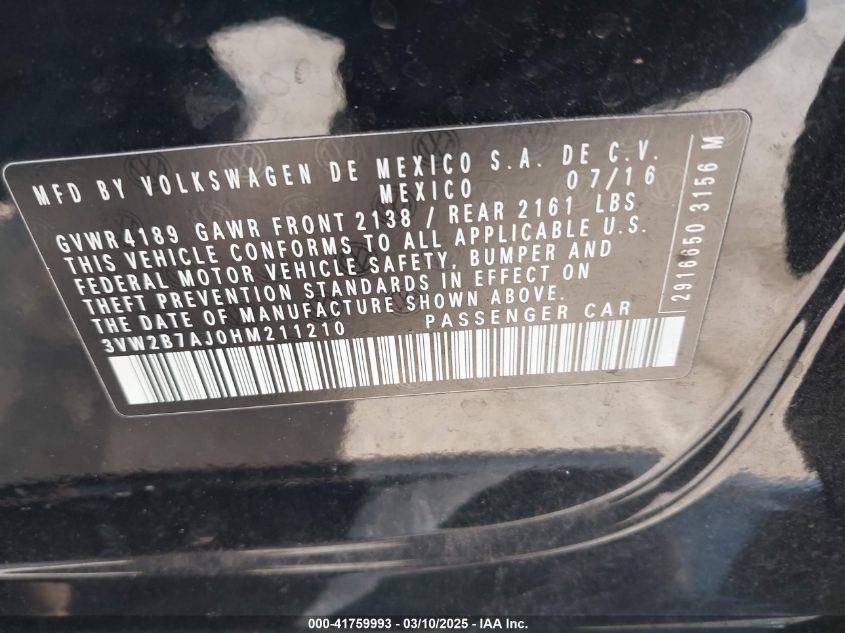 MFD BY VOLKSWAGEN DE MEXICO S.A. DE C.V.
MEXICO 07/16
GVWR 4189 GAWR FRONT 2138 / REAR 2161 LBS
THIS VEHICLE CONFORMS TO ALL APPLICABLE U.S.
FEDERAL MOTOR VEHICLE SAFETY, BUMPER AND
THEFT PREVENTION STANDARDS IN EFFECT ON
THE DATE OF MANUFACTURE SHOWN ABOVE.
3VW2B7AJ0HM211210 PASSENGER CAR
2916650 3156 M
000-41759993 - 03/10/2025 - IAA Inc.